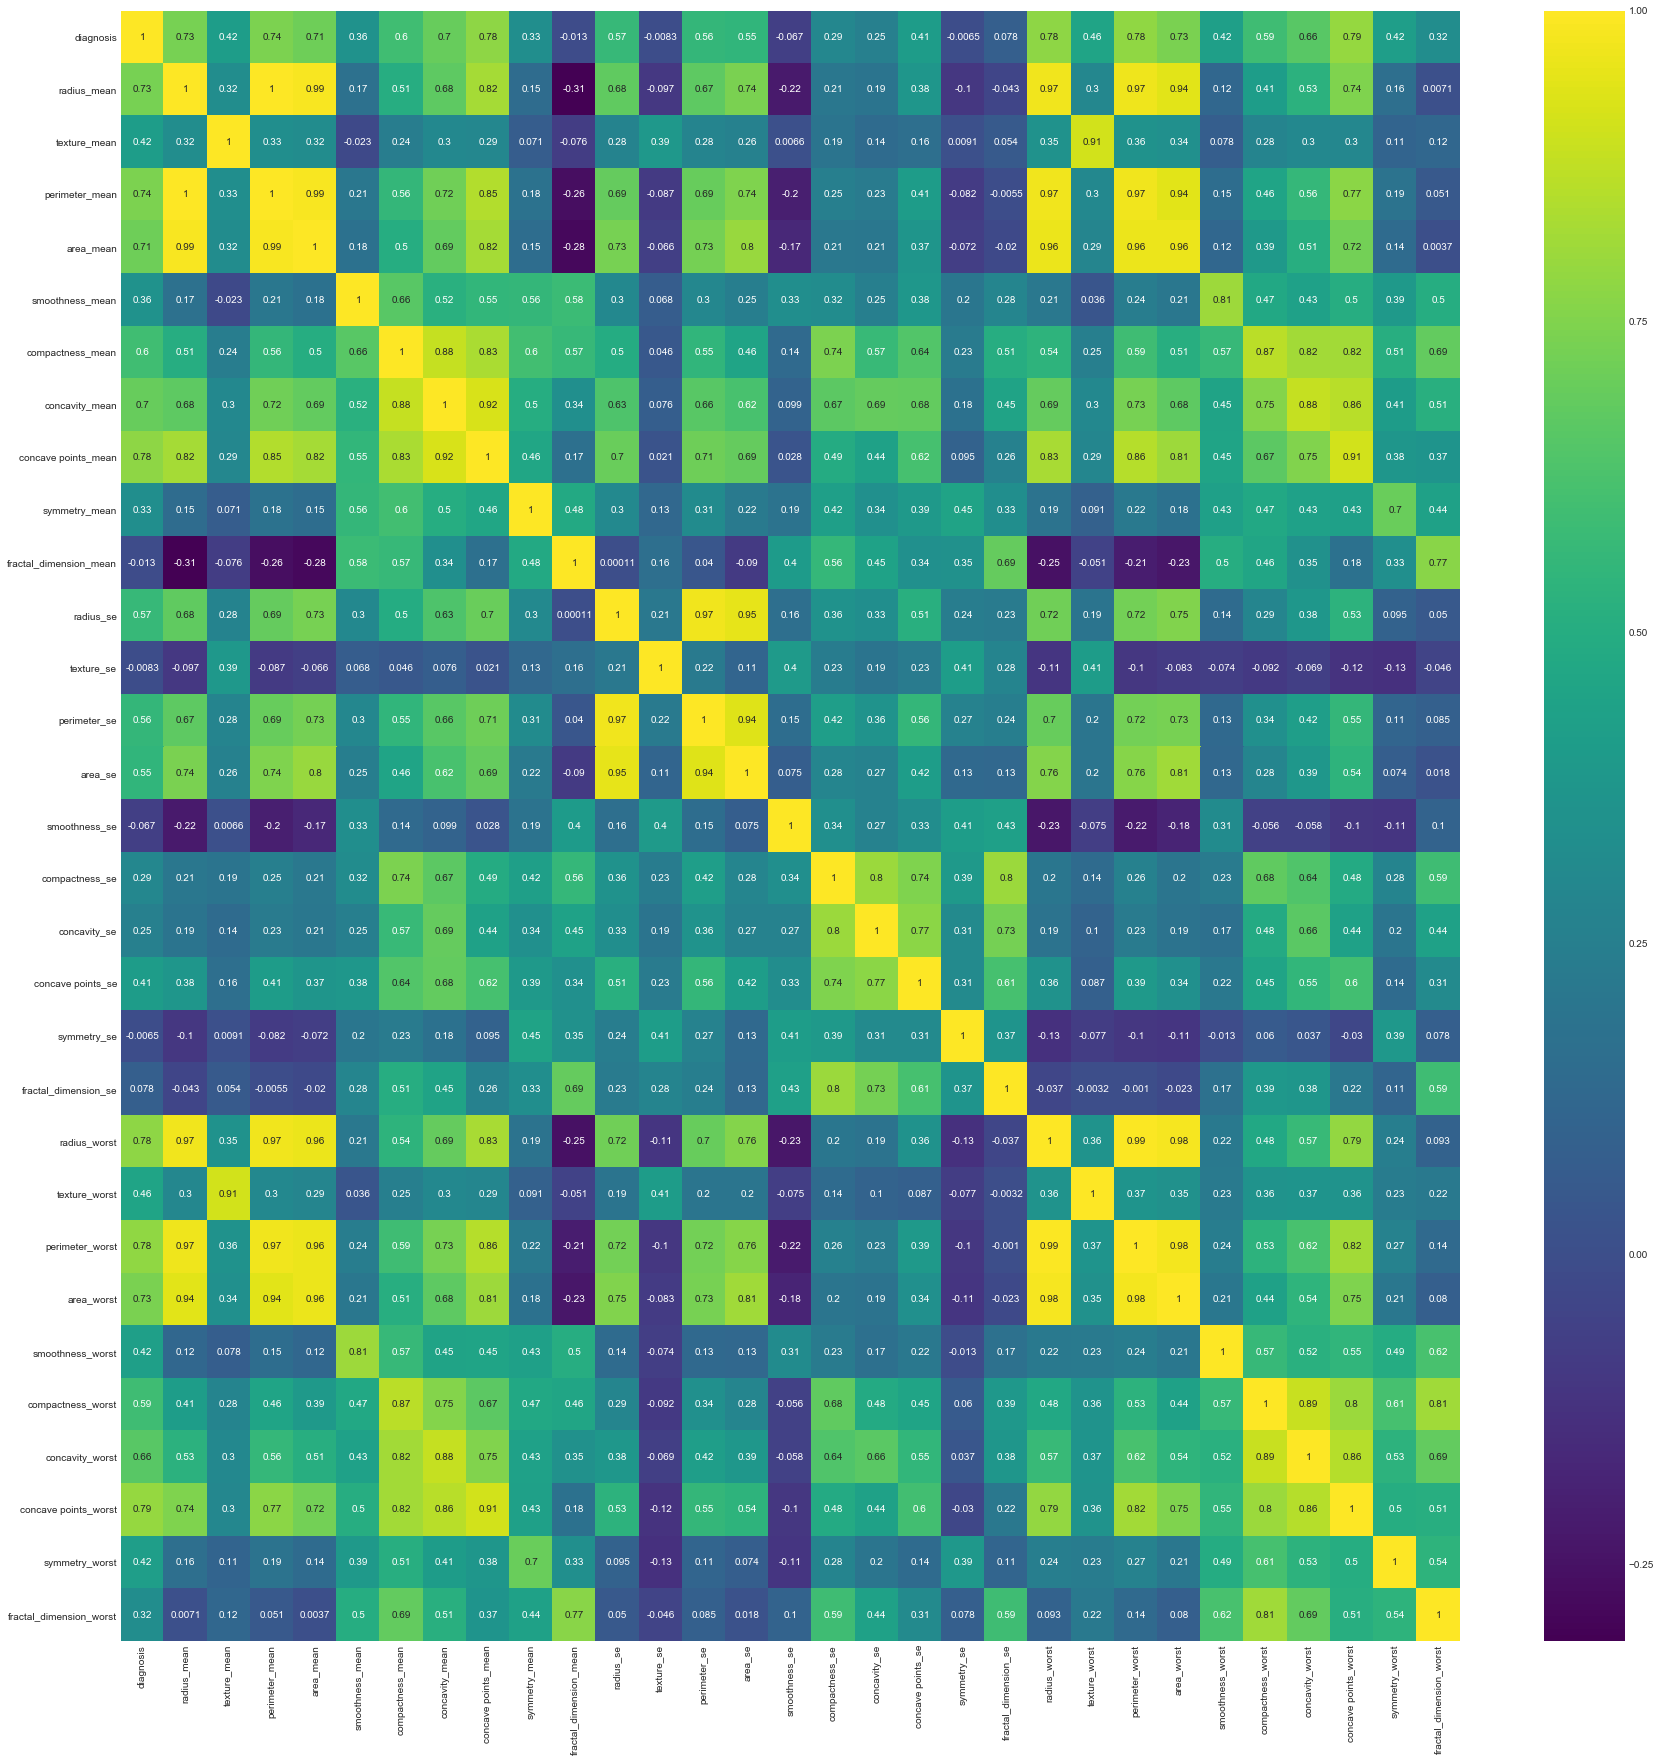 1.00
diagnosis 1 0.73 0.42 0.74 0.71 0.36 0.6 0.7 0.78 0.33 -0.013 0.57 -0.0083 0.56 0.55 -0.067 0.29 0.25 0.41 -0.0065 0.078 0.78 0.46 0.78 0.73 0.42 0.59 0.66 0.79 0.42 0.32
radius_mean 0.73 1 0.32 1 0.99 0.17 0.51 0.68 0.82 0.15 -0.31 0.68 -0.097 0.67 0.74 -0.22 0.21 0.19 0.38 -0.1 -0.043 0.97 0.3 0.97 0.94 0.12 0.41 0.53 0.74 0.16 0.0071
texture_mean 0.42 0.32 1 0.33 0.32 -0.023 0.24 0.3 0.29 0.071 -0.076 0.28 0.39 0.28 0.26 0.0066 0.19 0.14 0.16 0.0091 0.054 0.35 0.91 0.36 0.34 0.078 0.28 0.3 0.3 0.11 0.12
perimeter_mean 0.74 1 0.33 1 0.99 0.21 0.56 0.72 0.85 0.18 -0.26 0.69 -0.087 0.69 0.74 -0.2 0.25 0.23 0.41 -0.082 -0.0055 0.97 0.3 0.97 0.94 0.15 0.46 0.56 0.77 0.19 0.051
area_mean 0.71 0.99 0.32 0.99 1 0.18 0.5 0.69 0.82 0.15 -0.28 0.73 -0.066 0.73 0.8 -0.17 0.21 0.21 0.37 -0.072 -0.02 0.96 0.29 0.96 0.96 0.12 0.39 0.51 0.72 0.14 0.0037
smoothness_mean 0.36 0.17 -0.023 0.21 0.18 1 0.66 0.52 0.55 0.56 0.58 0.3 0.068 0.3 0.25 0.33 0.32 0.25 0.38 0.2 0.28 0.21 0.036 0.24 0.21 0.81 0.47 0.43 0.5 0.39 0.5
0.75
compactness_mean 0.6 0.51 0.24 0.56 0.5 0.66 1 0.88 0.83 0.6 0.57 0.5 0.046 0.55 0.46 0.14 0.74 0.57 0.64 0.23 0.51 0.54 0.25 0.59 0.51 0.57 0.87 0.82 0.82 0.51 0.69
concavity_mean 0.7 0.68 0.3 0.72 0.69 0.52 0.88 1 0.92 0.5 0.34 0.63 0.076 0.66 0.62 0.099 0.67 0.69 0.68 0.18 0.45 0.69 0.3 0.73 0.68 0.45 0.75 0.88 0.86 0.41 0.51
concave points_mean 0.78 0.82 0.29 0.85 0.82 0.55 0.83 0.92 1 0.46 0.17 0.7 0.021 0.71 0.69 0.028 0.49 0.44 0.62 0.095 0.26 0.83 0.29 0.86 0.81 0.45 0.67 0.75 0.91 0.38 0.37
symmetry_mean 0.33 0.15 0.071 0.18 0.15 0.56 0.6 0.5 0.46 1 0.48 0.3 0.13 0.31 0.22 0.19 0.42 0.34 0.39 0.45 0.33 0.19 0.091 0.22 0.18 0.43 0.47 0.43 0.43 0.7 0.44
fractal_dimension_mean -0.013 -0.31 -0.076 -0.26 -0.28 0.58 0.57 0.34 0.17 0.48 1 0.00011 0.16 0.04 -0.09 0.4 0.56 0.45 0.34 0.35 0.69 -0.25 -0.051 -0.21 -0.23 0.5 0.46 0.35 0.18 0.33 0.77
radius_se 0.57 0.68 0.28 0.69 0.73 0.3 0.5 0.63 0.7 0.3 0.00011 1 0.21 0.97 0.95 0.16 0.36 0.33 0.51 0.24 0.23 0.72 0.19 0.72 0.75 0.14 0.29 0.38 0.53 0.095 0.05
0.50
texture_se -0.0083 -0.097 0.39 -0.087 -0.066 0.068 0.046 0.076 0.021 0.13 0.16 0.21 1 0.22 0.11 0.4 0.23 0.19 0.23 0.41 0.28 -0.11 0.41 -0.1 -0.083 -0.074 -0.092 -0.069 -0.12 -0.13 -0.046
perimeter_se 0.56 0.67 0.28 0.69 0.73 0.3 0.55 0.66 0.71 0.31 0.04 0.97 0.22 1 0.94 0.15 0.42 0.36 0.56 0.27 0.24 0.7 0.2 0.72 0.73 0.13 0.34 0.42 0.55 0.11 0.085
area_se 0.55 0.74 0.26 0.74 0.8 0.25 0.46 0.62 0.69 0.22 -0.09 0.95 0.11 0.94 1 0.075 0.28 0.27 0.42 0.13 0.13 0.76 0.2 0.76 0.81 0.13 0.28 0.39 0.54 0.074 0.018
smoothness_se -0.067 -0.22 0.0066 -0.2 -0.17 0.33 0.14 0.099 0.028 0.19 0.4 0.16 0.4 0.15 0.075 1 0.34 0.27 0.33 0.41 0.43 -0.23 -0.075 -0.22 -0.18 0.31 -0.056 -0.058 -0.1 -0.11 0.1
compactness_se 0.29 0.21 0.19 0.25 0.21 0.32 0.74 0.67 0.49 0.42 0.56 0.36 0.23 0.42 0.28 0.34 1 0.8 0.74 0.39 0.8 0.2 0.14 0.26 0.2 0.23 0.68 0.64 0.48 0.28 0.59
concavity_se 0.25 0.19 0.14 0.23 0.21 0.25 0.57 0.69 0.44 0.34 0.45 0.33 0.19 0.36 0.27 0.27 0.8 1 0.77 0.31 0.73 0.19 0.1 0.23 0.19 0.17 0.48 0.66 0.44 0.2 0.44
0.25
concave points_se 0.41 0.38 0.16 0.41 0.37 0.38 0.64 0.68 0.62 0.39 0.34 0.51 0.23 0.56 0.42 0.33 0.74 0.77 1 0.31 0.61 0.36 0.087 0.39 0.34 0.22 0.45 0.55 0.6 0.14 0.31
symmetry_se -0.0065 -0.1 0.0091 -0.082 -0.072 0.2 0.23 0.18 0.095 0.45 0.35 0.24 0.41 0.27 0.13 0.41 0.39 0.31 0.31 1 0.37 -0.13 -0.077 -0.1 -0.11 -0.013 0.06 0.037 -0.03 0.39 0.078
fractal_dimension_se 0.078 -0.043 0.054 -0.0055 -0.02 0.28 0.51 0.45 0.26 0.33 0.69 0.23 0.28 0.24 0.13 0.43 0.8 0.73 0.61 0.37 1 -0.037 -0.0032 -0.001 -0.023 0.17 0.39 0.38 0.22 0.11 0.59
radius_worst 0.78 0.97 0.35 0.97 0.96 0.21 0.54 0.69 0.83 0.19 -0.25 0.72 -0.11 0.7 0.76 -0.23 0.2 0.19 0.36 -0.13 -0.037 1 0.36 0.99 0.98 0.22 0.48 0.57 0.79 0.24 0.093
texture_worst 0.46 0.3 0.91 0.3 0.29 0.036 0.25 0.3 0.29 0.091 -0.051 0.19 0.41 0.2 0.2 -0.075 0.14 0.1 0.087 -0.077 -0.0032 0.36 1 0.37 0.35 0.23 0.36 0.37 0.36 0.23 0.22
perimeter_worst 0.78 0.97 0.36 0.97 0.96 0.24 0.59 0.73 0.86 0.22 -0.21 0.72 -0.1 0.72 0.76 -0.22 0.26 0.23 0.39 -0.1 -0.001 0.99 0.37 1 0.98 0.24 0.53 0.62 0.82 0.27 0.14
0.00
area_worst 0.73 0.94 0.34 0.94 0.96 0.21 0.51 0.68 0.81 0.18 -0.23 0.75 -0.083 0.73 0.81 -0.18 0.2 0.19 0.34 -0.11 -0.023 0.98 0.35 0.98 1 0.21 0.44 0.54 0.75 0.21 0.08
smoothness_worst 0.42 0.12 0.078 0.15 0.12 0.81 0.57 0.45 0.45 0.43 0.5 0.14 -0.074 0.13 0.13 0.31 0.23 0.17 0.22 -0.013 0.17 0.22 0.23 0.24 0.21 1 0.57 0.52 0.55 0.49 0.62
compactness_worst 0.59 0.41 0.28 0.46 0.39 0.47 0.87 0.75 0.67 0.47 0.46 0.29 -0.092 0.34 0.28 -0.056 0.68 0.48 0.45 0.06 0.39 0.48 0.36 0.53 0.44 0.57 1 0.89 0.8 0.61 0.81
concavity_worst 0.66 0.53 0.3 0.56 0.51 0.43 0.82 0.88 0.75 0.43 0.35 0.38 -0.069 0.42 0.39 -0.058 0.64 0.66 0.55 0.037 0.38 0.57 0.37 0.62 0.54 0.52 0.89 1 0.86 0.53 0.69
concave points_worst 0.79 0.74 0.3 0.77 0.72 0.5 0.82 0.86 0.91 0.43 0.18 0.53 -0.12 0.55 0.54 -0.1 0.48 0.44 0.6 -0.03 0.22 0.79 0.36 0.82 0.75 0.55 0.8 0.86 1 0.5 0.51
symmetry_worst 0.42 0.16 0.11 0.19 0.14 0.39 0.51 0.41 0.38 0.7 0.33 0.095 -0.13 0.11 0.074 -0.11 0.28 0.2 0.14 0.39 0.11 0.24 0.23 0.27 0.21 0.49 0.61 0.53 0.5 1 0.54
−0.25
fractal_dimension_worst 0.32 0.0071 0.12 0.051 0.0037 0.5 0.69 0.51 0.37 0.44 0.77 0.05 -0.046 0.085 0.018 0.1 0.59 0.44 0.31 0.078 0.59 0.093 0.22 0.14 0.08 0.62 0.81 0.69 0.51 0.54 1
diagnosis
radius_mean
texture_mean
perimeter_mean
area_mean
smoothness_mean
compactness_mean
concavity_mean
concave points_mean
symmetry_mean
fractal_dimension_mean
radius_se
texture_se
perimeter_se
area_se
smoothness_se
compactness_se
concavity_se
concave points_se
symmetry_se
fractal_dimension_se
radius_worst
texture_worst
perimeter_worst
area_worst
smoothness_worst
compactness_worst
concavity_worst
concave points_worst
symmetry_worst
fractal_dimension_worst